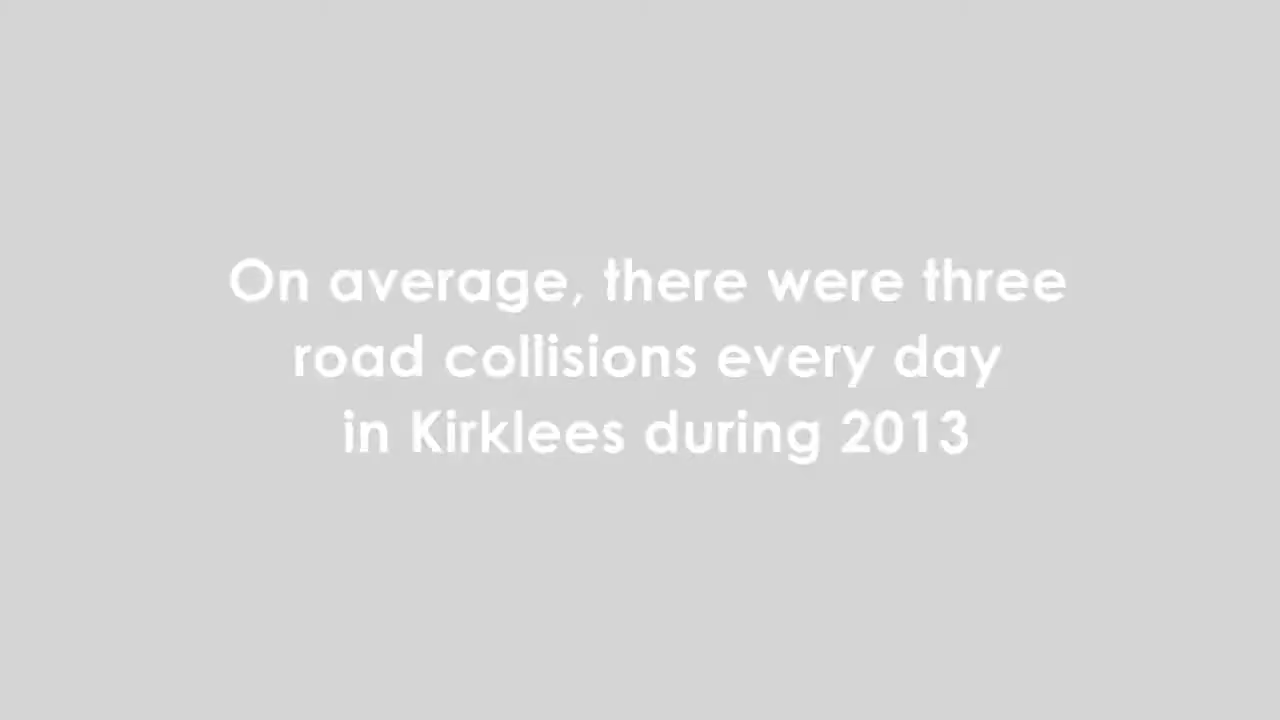 On average, there were three
road collisions every day
in Kirklees during 2013